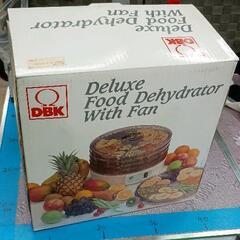 Deluxe
Food Dehydrator
With Fan
DBK
Deluxe
Food Dehydrator
With Fan